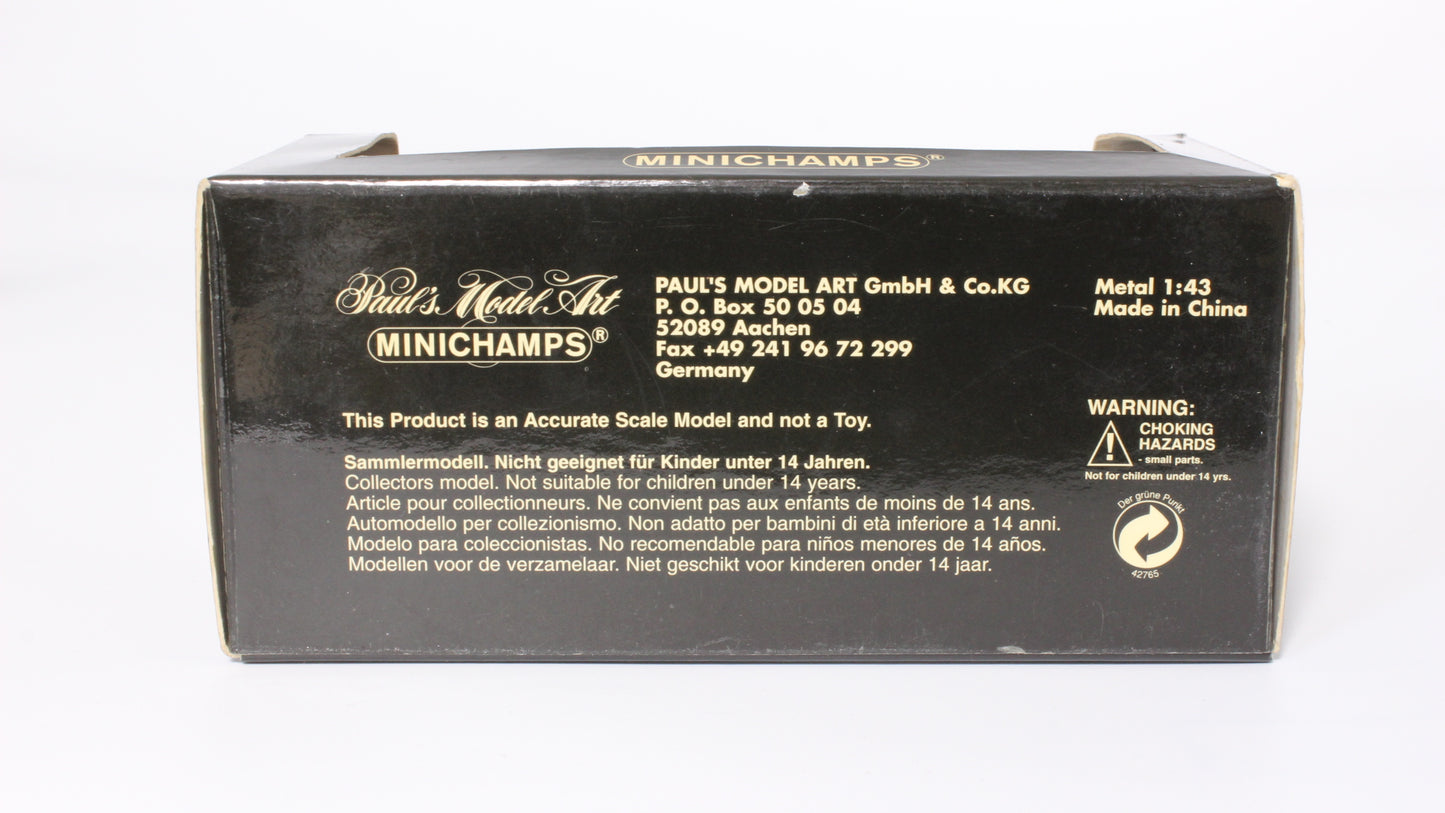 MINICHAMPS®
Paul's Model Art
MINICHAMPS®
PAUL'S MODEL ART GmbH & Co.KG
P. O. Box 50 05 04
52089 Aachen
Fax +49 241 96 72 299
Germany
Metal 1:43
Made in China
This Product is an Accurate Scale Model and not a Toy.
Sammlermodell. Nicht geeignet für Kinder unter 14 Jahren.
Collectors model. Not suitable for children under 14 years.
Article pour collectionneurs. Ne convient pas aux enfants de moins de 14 ans.
Automodello per collezionismo. Non adatto per bambini di età inferiore a 14 anni.
Modelo para coleccionistas. No recomendable para niños menores de 14 años.
Modellen voor de verzamelaar. Niet geschikt voor kinderen onder 14 jaar.
WARNING:
! CHOKING
HAZARDS
- small parts.
Not for children under 14 yrs.
Der grüne Punkt
42765